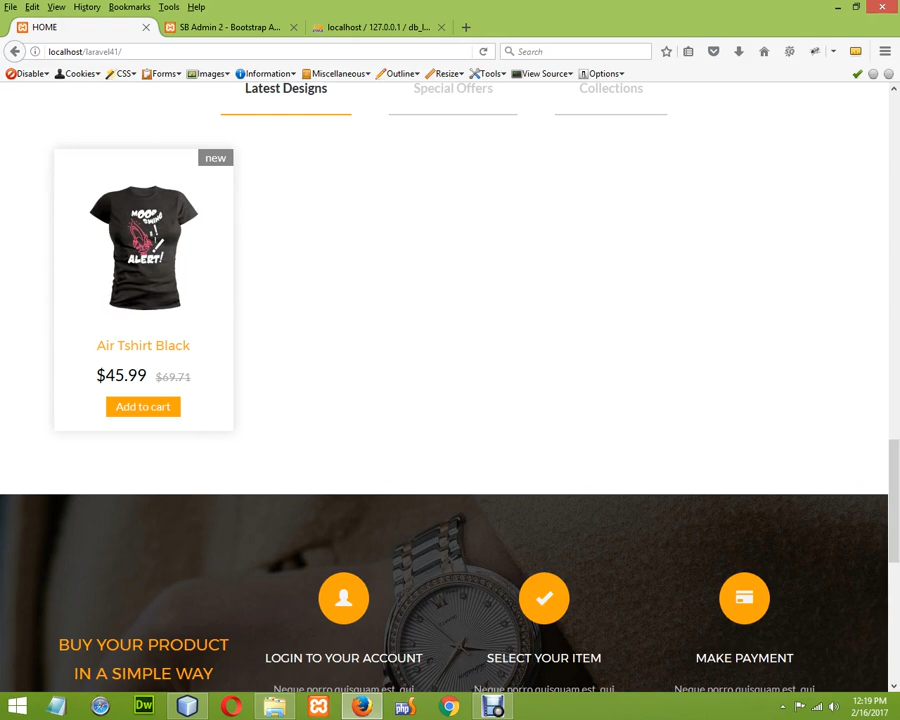 File Edit View History Bookmarks Tools Help
HOME
SB Admin 2 - Bootstrap A...
localhost / 127.0.0.1 / db_l...
localhost/laravel41/
Search
Disable Cookies CSS Forms Images Information Miscellaneous Outline Resize Tools View Source Options
Latest Designs Special Offers Collections
new
ALERT!
Air Tshirt Black
$45.99 $69.71
Add to cart
BUY YOUR PRODUCT
IN A SIMPLE WAY
LOGIN TO YOUR ACCOUNT
SELECT YOUR ITEM
MAKE PAYMENT
Neque porro quisquam est, qui
Neque porro quisquam est, qui
Neque porro quisquam est, qui
Dw
php
12:19 PM
2/16/2017